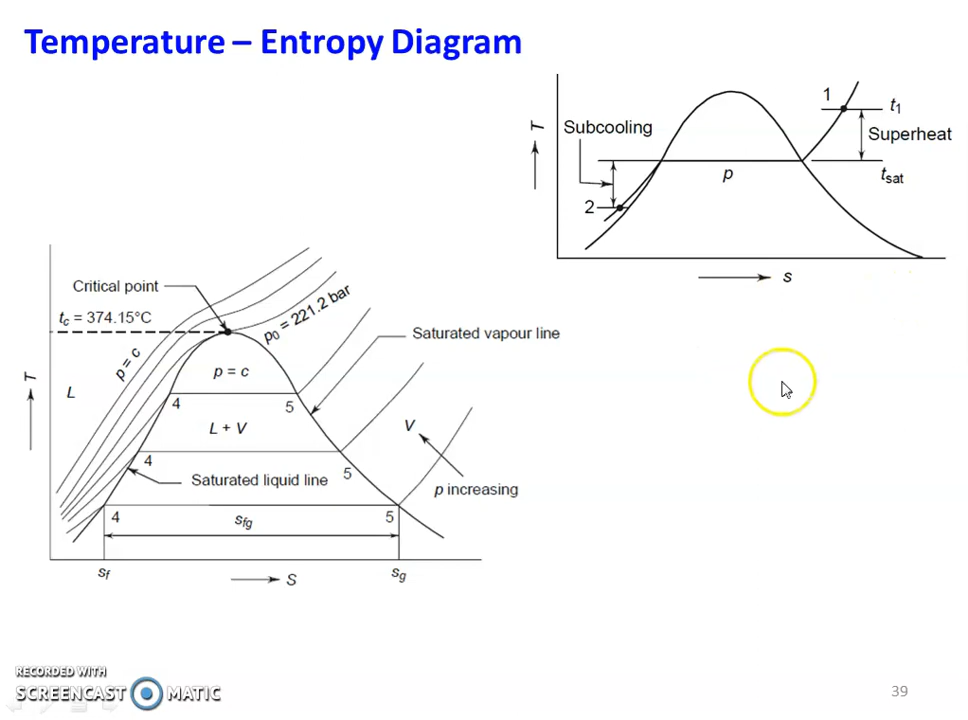 Temperature – Entropy Diagram
1
t1
Subcooling
Superheat
T
p
tsat
2
s
Critical point
tc = 374.15°C
p0 = 221.2 bar
Saturated vapour line
p = c
p = c
T
L
4
5
L + V
V
4
5
Saturated liquid line
p increasing
4
sfg
5
sf
S
sg
RECORDED WITH
SCREENCAST MATIC
39